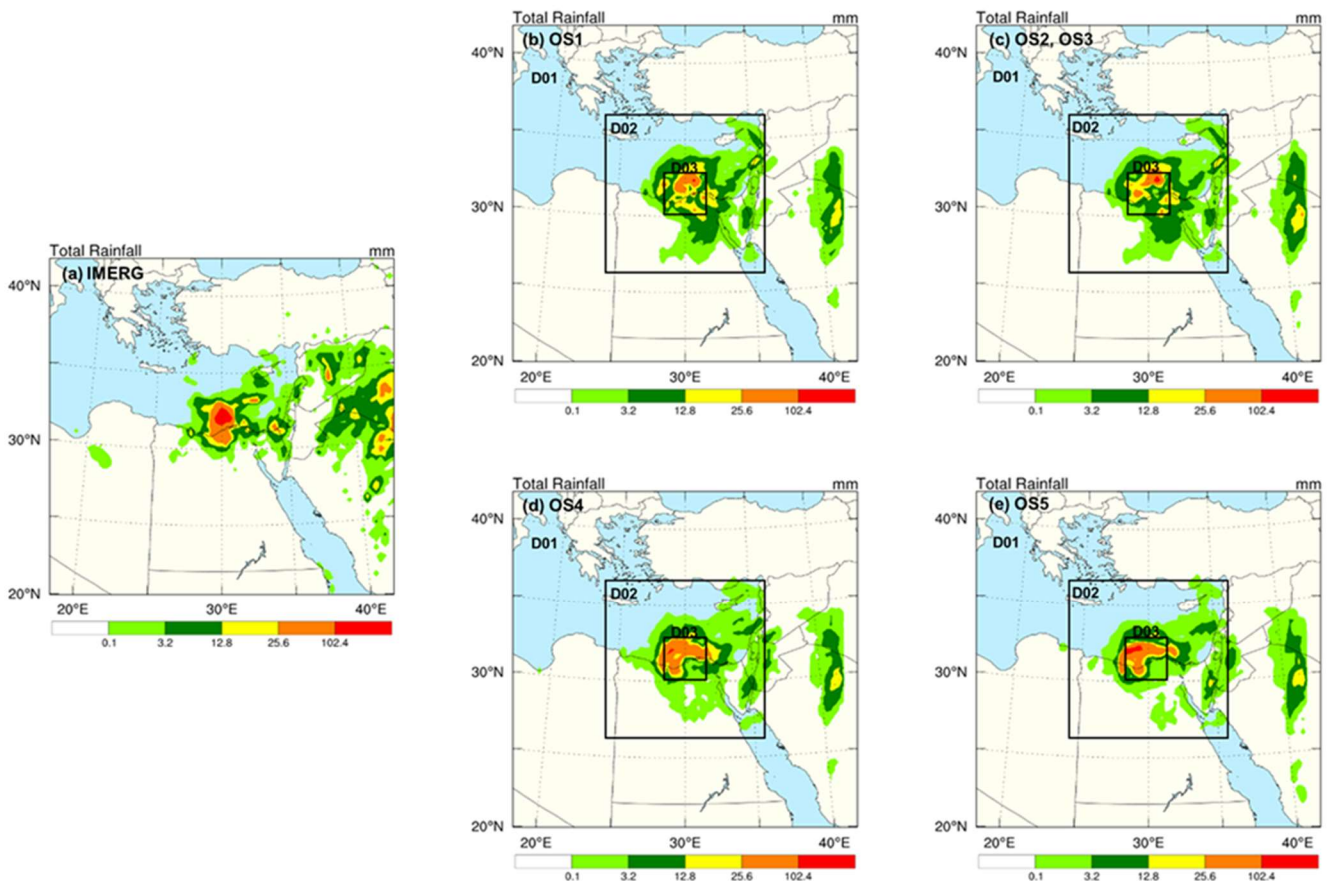 Total Rainfall mm
(b) OS1
D01
D02
D03
40°N
30°N
20°N
20°E 30°E 40°E
0.1 3.2 12.8 25.6 102.4
Total Rainfall mm
(c) OS2, OS3
D01
D02
D03
40°N
30°N
20°N
20°E 30°E 40°E
0.1 3.2 12.8 25.6 102.4
Total Rainfall mm
(a) IMERG
40°N
30°N
20°N
20°E 30°E 40°E
0.1 3.2 12.8 25.6 102.4
Total Rainfall mm
(d) OS4
D01
D02
D03
40°N
30°N
20°N
20°E 30°E 40°E
0.1 3.2 12.8 25.6 102.4
Total Rainfall mm
(e) OS5
D01
D02
D03
40°N
30°N
20°N
20°E 30°E 40°E
0.1 3.2 12.8 25.6 102.4